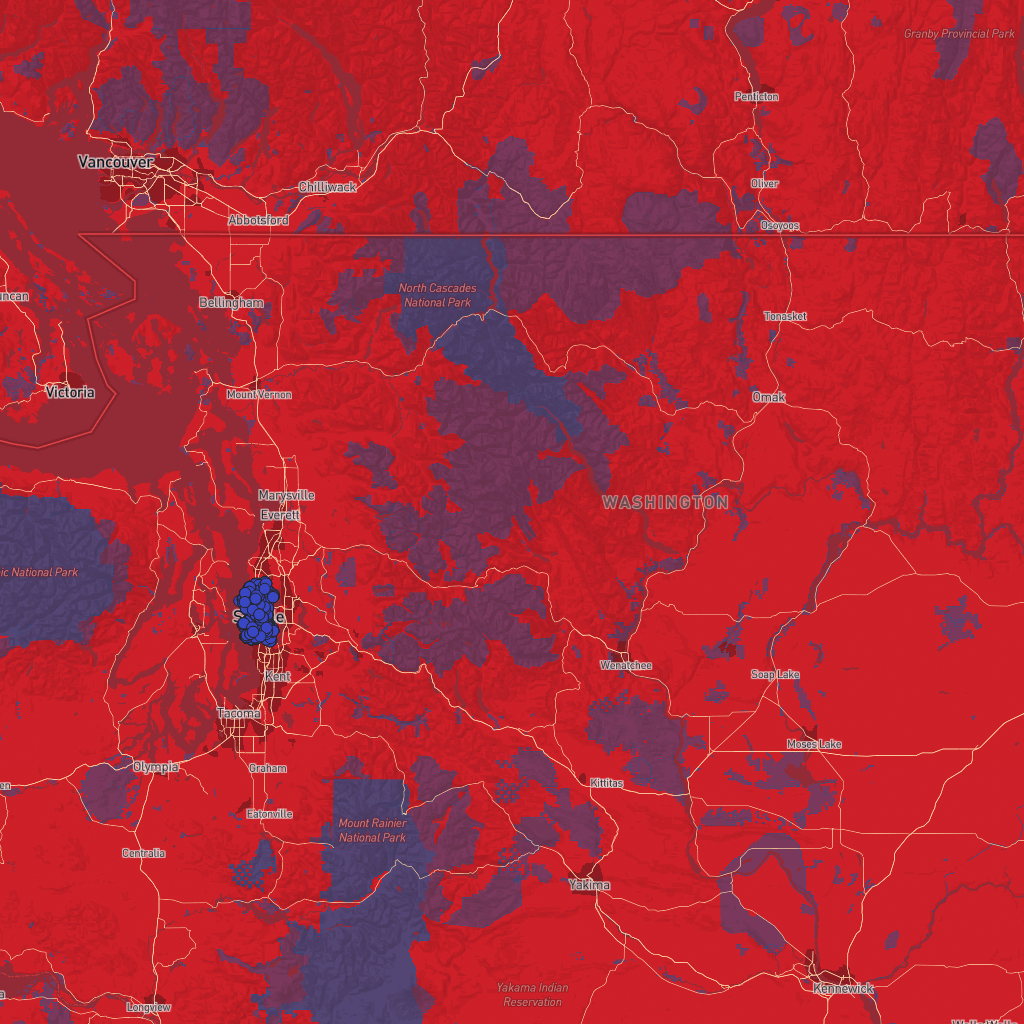 Granby Provincial Park
Penticton
Vancouver
Chilliwack
Oliver
Abbotsford
Osoyoos
uncan
North Cascades
National Park
Bellingham
Tonasket
Victoria
Mount Vernon
Omak
Marysville
WASHINGTON
Everett
ic National Park
Wenatchee
Kent
Soap Lake
Tacoma
Moses Lake
Olympia
Graham
Kittitas
en
Eatonville
Mount Rainier
National Park
Centralia
Yakima
Yakama Indian
Reservation
Kennewick
Longview